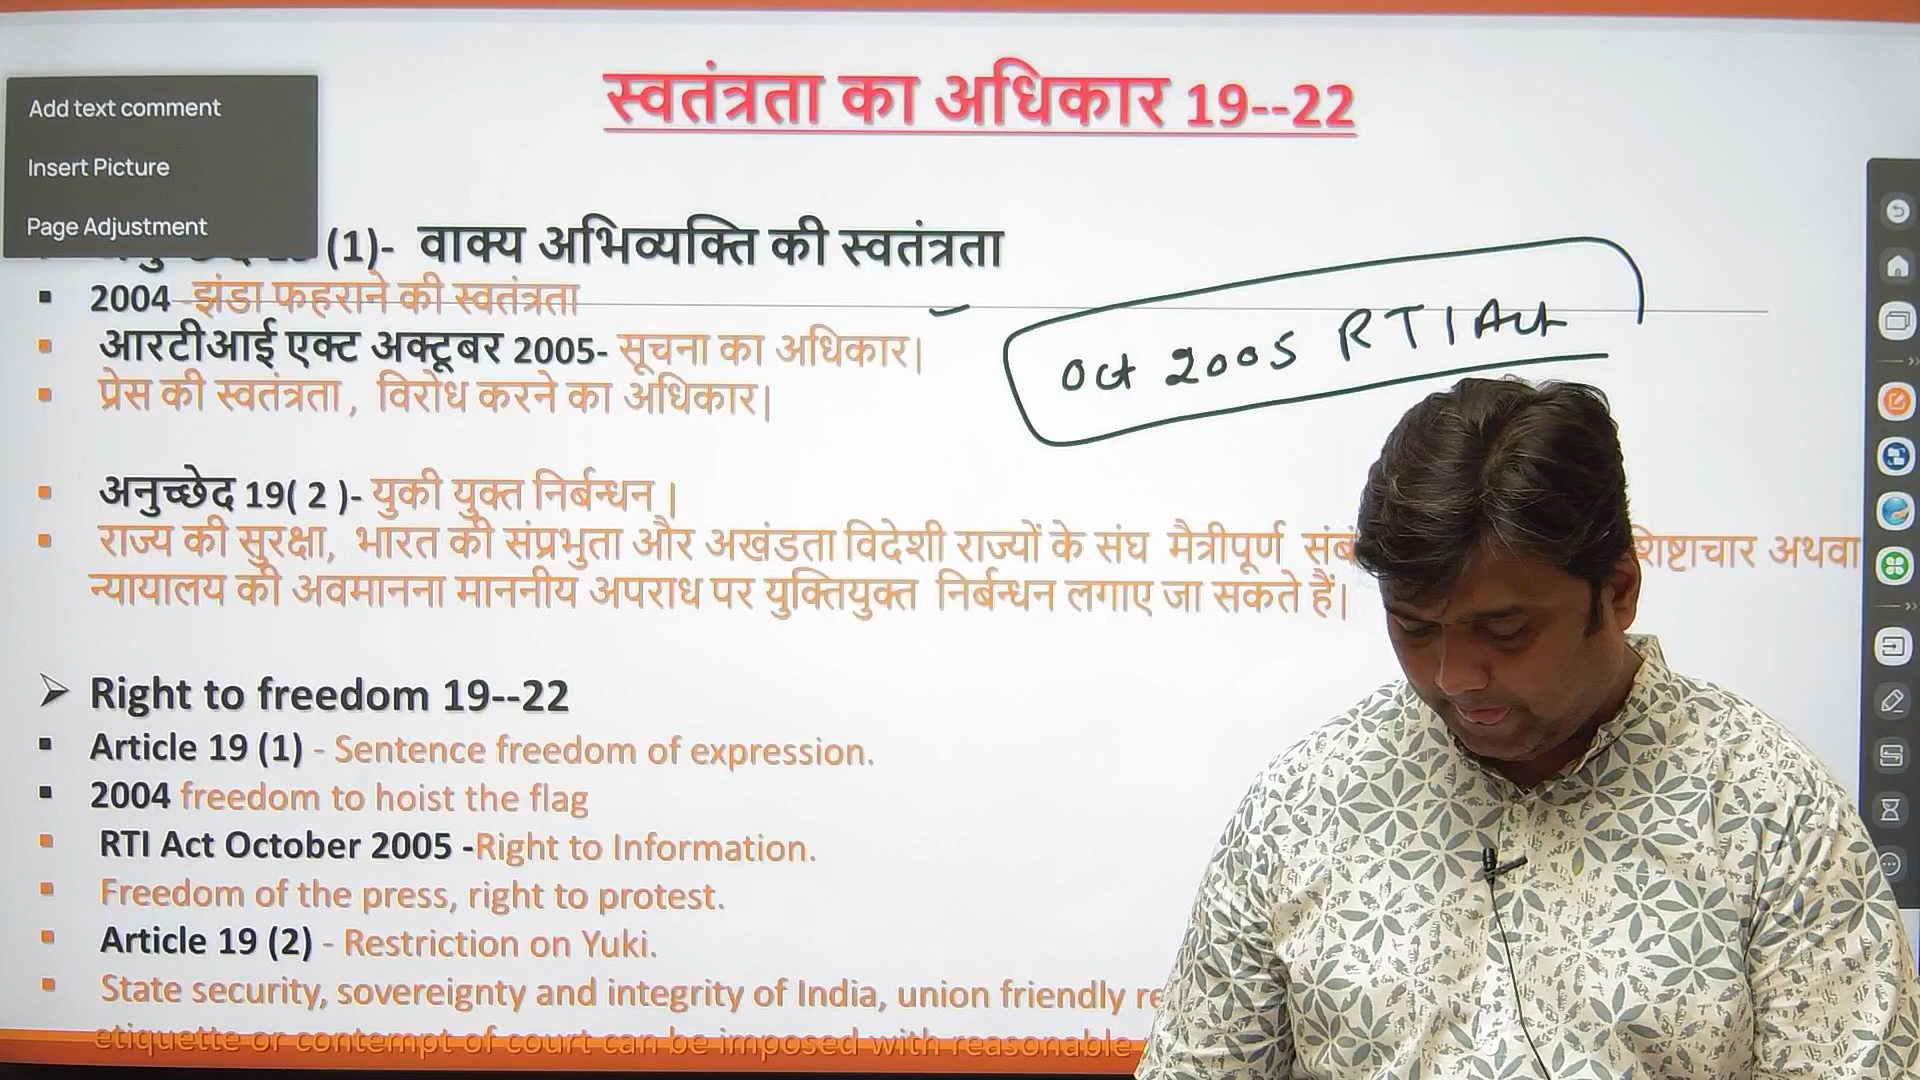 स्वतंत्रता का अधिकार 19--22
Add text comment
Insert Picture
Page Adjustment
(1)- वाक्य अभिव्यक्ति की स्वतंत्रता
2004 झंडा फहराने की स्वतंत्रता
आरटीआई एक्ट अक्टूबर 2005- सूचना का अधिकार।
प्रेस की स्वतंत्रता, विरोध करने का अधिकार।
Oct 2005 RTI Act
अनुच्छेद 19( 2 )- युकी युक्त निर्बन्धन |
राज्य की सुरक्षा, भारत की संप्रभुता और अखंडता विदेशी राज्यों के संघ मैत्रीपूर्ण शिष्टाचार अथवा
न्यायालय की अवमानना माननीय अपराध पर युक्तियुक्त निर्बन्धन लगाए जा सकते हैं।
➢ Right to freedom 19--22
Article 19 (1) - Sentence freedom of expression.
2004 freedom to hoist the flag
RTI Act October 2005 -Right to Information.
Freedom of the press, right to protest.
Article 19 (2) - Restriction on Yuki.
State security, sovereignty and integrity of India, union friendly
etiquette or contempt of court can be imposed with reasonable